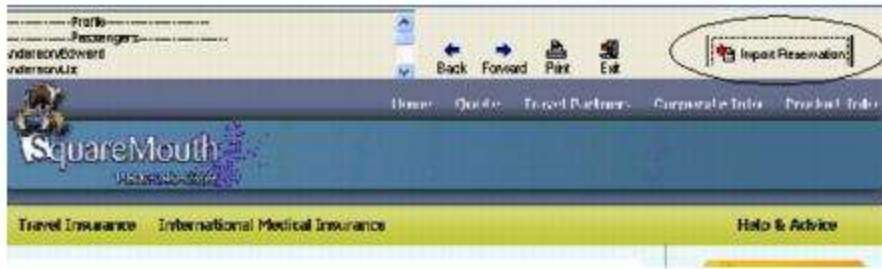 Profile
Passengers
Anderson/Edward
Anderson/Liz
Back Forward Print Exit
Import Reservation
Home Quote Travel Partners Corporate Info Product Info
SquareMouth
Travel Insurance International Medical Insurance Help & Advice